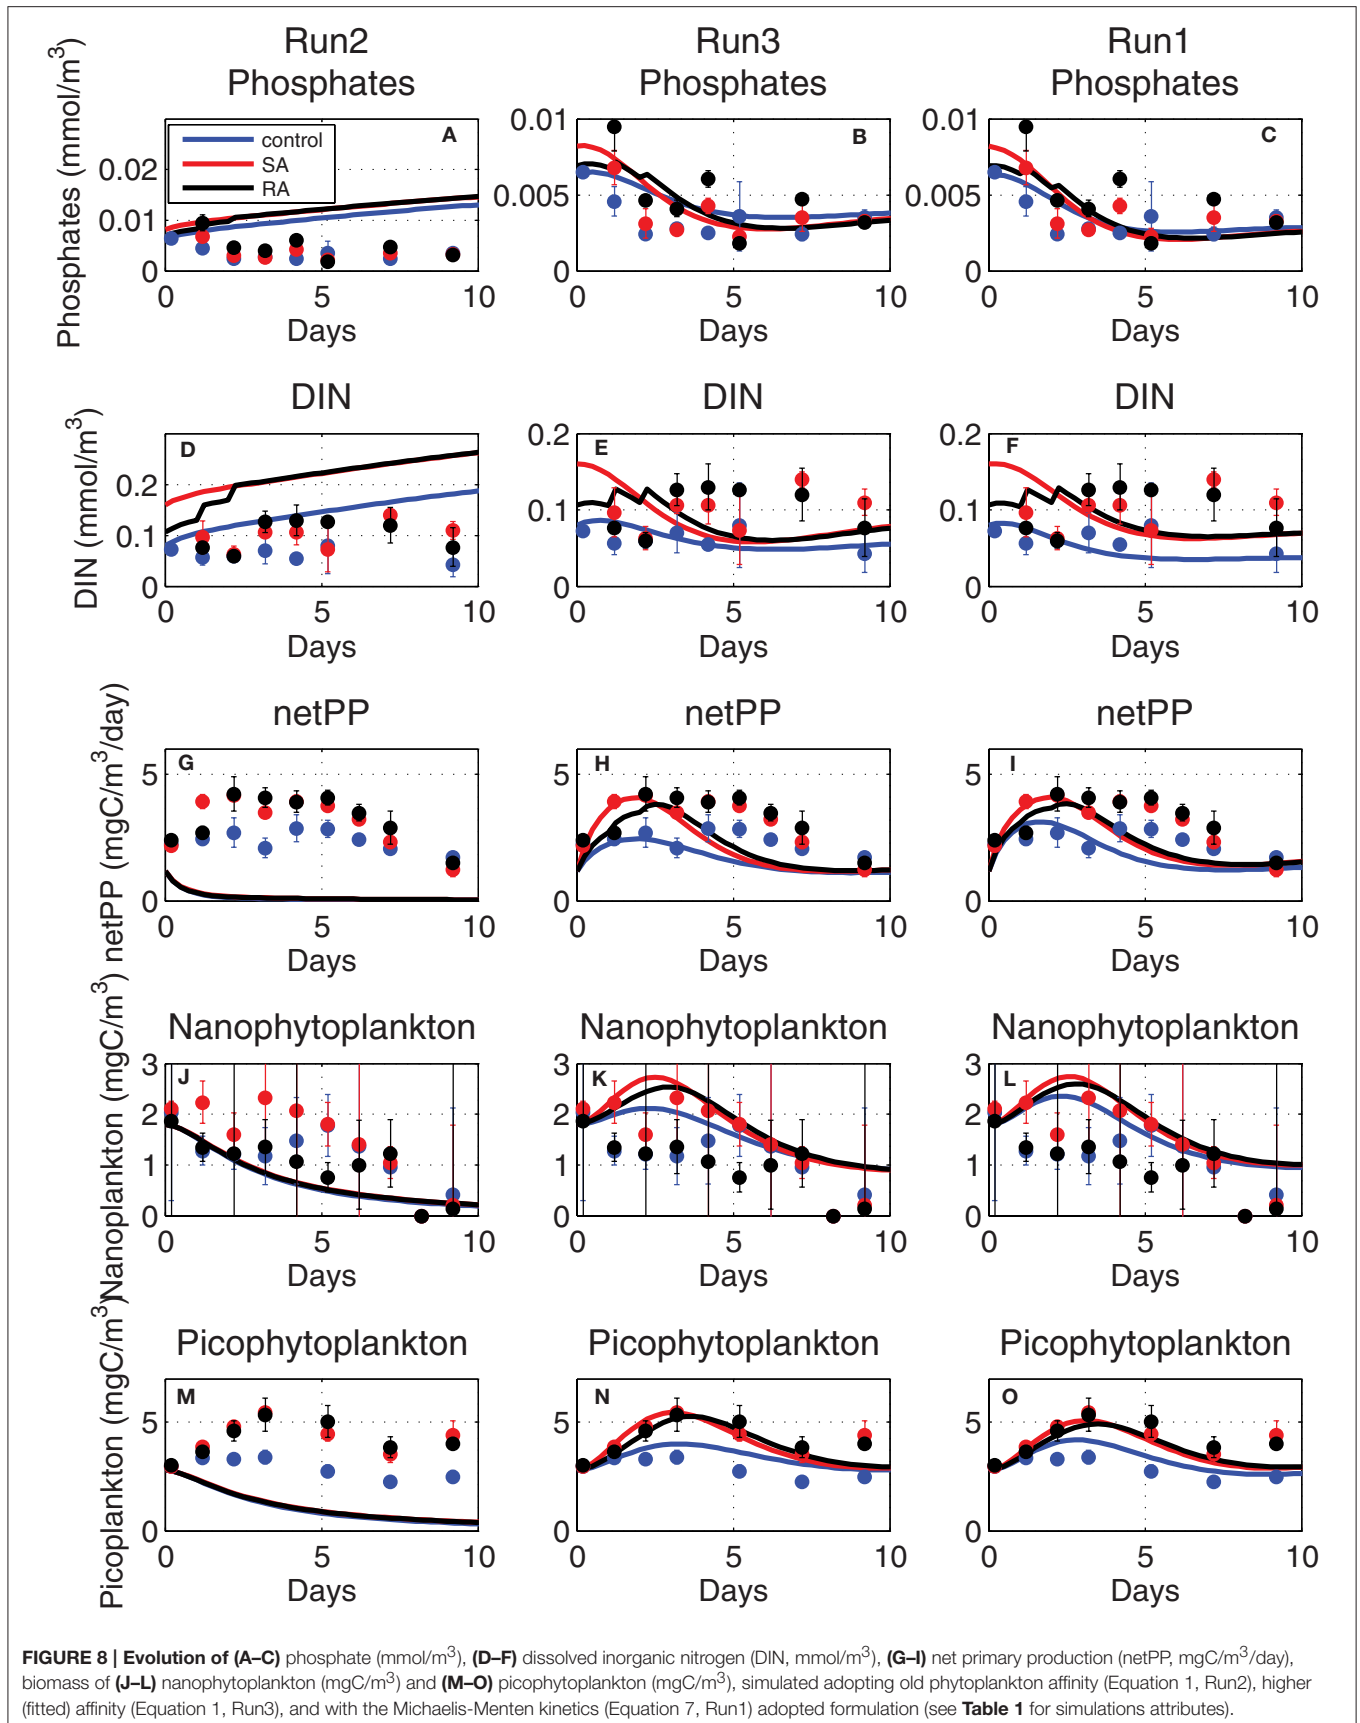 Run2
Phosphates
Run3
Phosphates
Run1
Phosphates
Phosphates (mmol/m³)
A
control
SA
RA
0.02
0.01
0
0
5
10
Days
B
0.01
0.005
0
0
5
10
Days
C
0.01
0.005
0
0
5
10
Days
DIN
DIN
DIN
DIN (mmol/m³)
D
0.2
0.1
0
0
5
10
Days
E
0.2
0.1
0
0
5
10
Days
F
0.2
0.1
0
0
5
10
Days
netPP
netPP
netPP
netPP (mgC/m³/day)
G
5
0
0
5
10
Days
H
5
0
0
5
10
Days
I
5
0
0
5
10
Days
Nanophytoplankton
Nanophytoplankton
Nanophytoplankton
Nanoplankton (mgC/m³)
J
3
2
1
0
0
5
10
Days
K
3
2
1
0
0
5
10
Days
L
3
2
1
0
0
5
10
Days
Picophytoplankton
Picophytoplankton
Picophytoplankton
Picoplankton (mgC/m³)
M
5
0
0
5
10
Days
N
5
0
0
5
10
Days
O
5
0
0
5
10
Days
FIGURE 8 | Evolution of (A–C) phosphate (mmol/m³), (D–F) dissolved inorganic nitrogen (DIN, mmol/m³), (G–I) net primary production (netPP, mgC/m³/day),
biomass of (J–L) nanophytoplankton (mgC/m³) and (M–O) picophytoplankton (mgC/m³), simulated adopting old phytoplankton affinity (Equation 1, Run2), higher
(fitted) affinity (Equation 1, Run3), and with the Michaelis-Menten kinetics (Equation 7, Run1) adopted formulation (see Table 1 for simulations attributes).